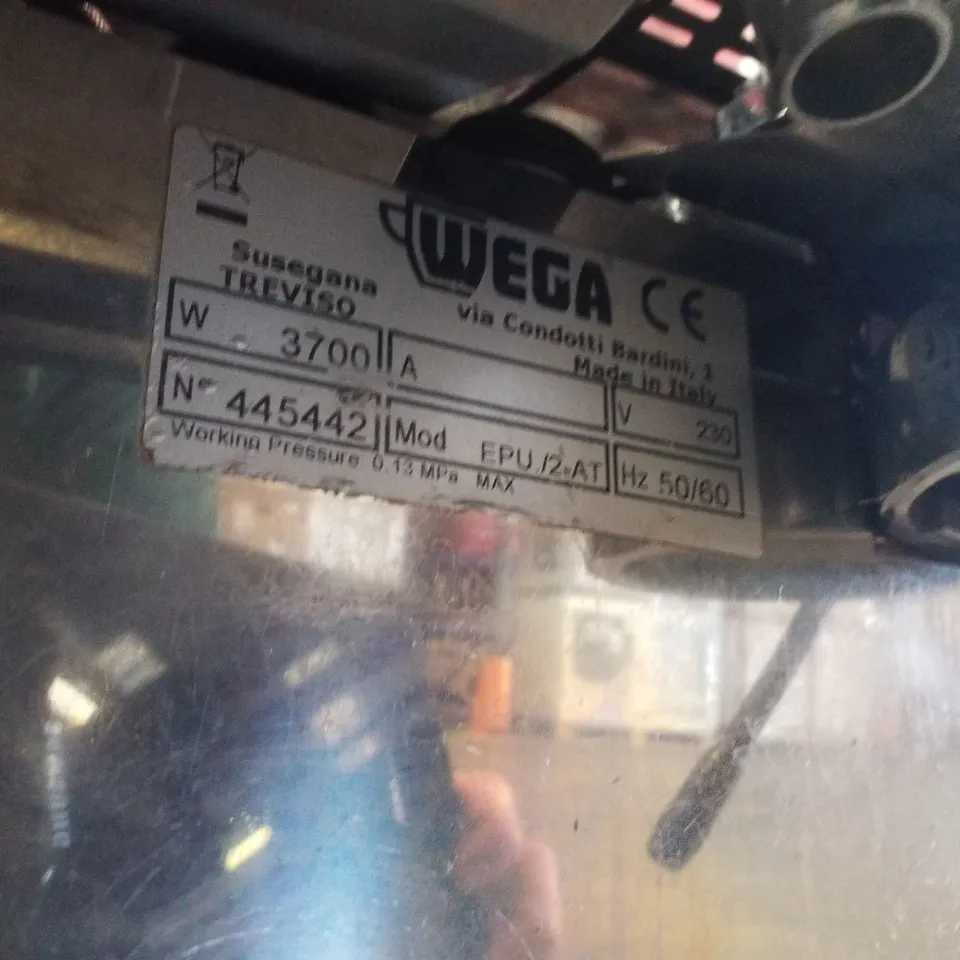 WEGA CE
Susegana
TREVISO
via Condotti Bardini, 1
Made in Italy
W 3700
A
V 230
N° 445442
Mod EPU./2.AT
Hz 50/60
Working Pressure 0.13 MPa MAX